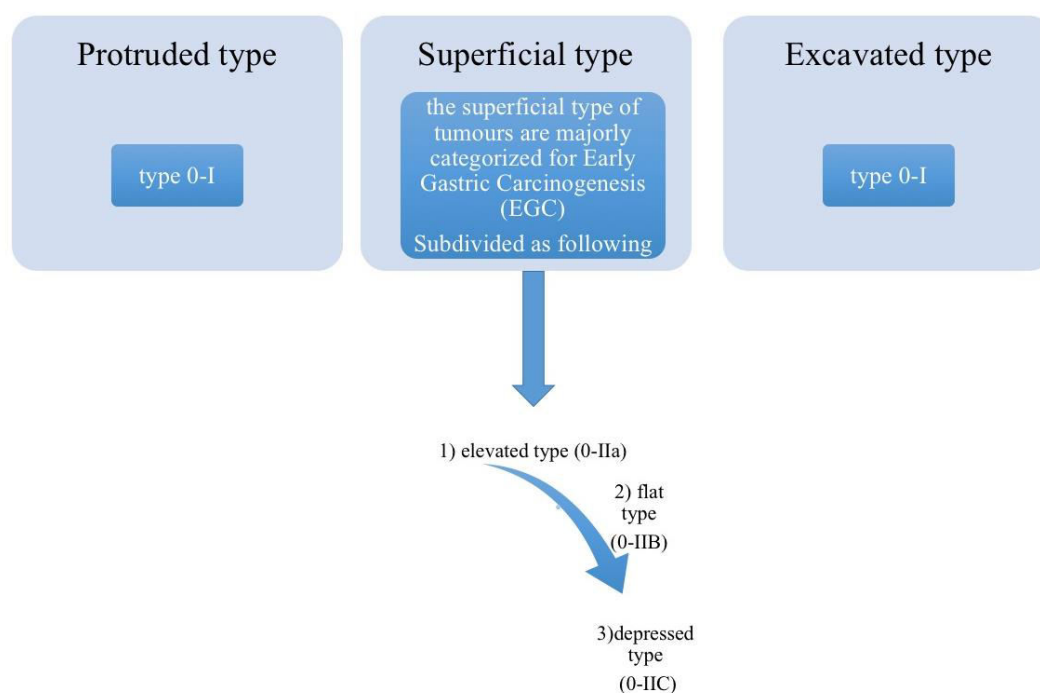 Protruded type
type 0-I
Superficial type
the superficial type of
tumours are majorly
categorized for Early
Gastric Carcinogenesis
(EGC)
Subdivided as following
Excavated type
type 0-I
1) elevated type (0-IIa)
2) flat
type
(0-IIB)
3)depressed
type
(0-IIC)